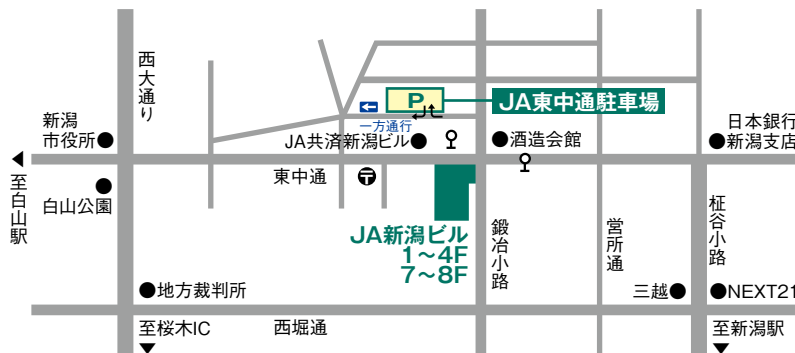 西大通り
新潟
市役所
至白山駅
白山公園
P
JA東中通駐車場
一方通行
JA共済新潟ビル
酒造会館
日本銀行
新潟支店
東中通
〒
JA新潟ビル
1～4F
7～8F
鍛冶小路
営所通
柾谷小路
地方裁判所
三越
NEXT21
至桜木IC
西堀通
至新潟駅